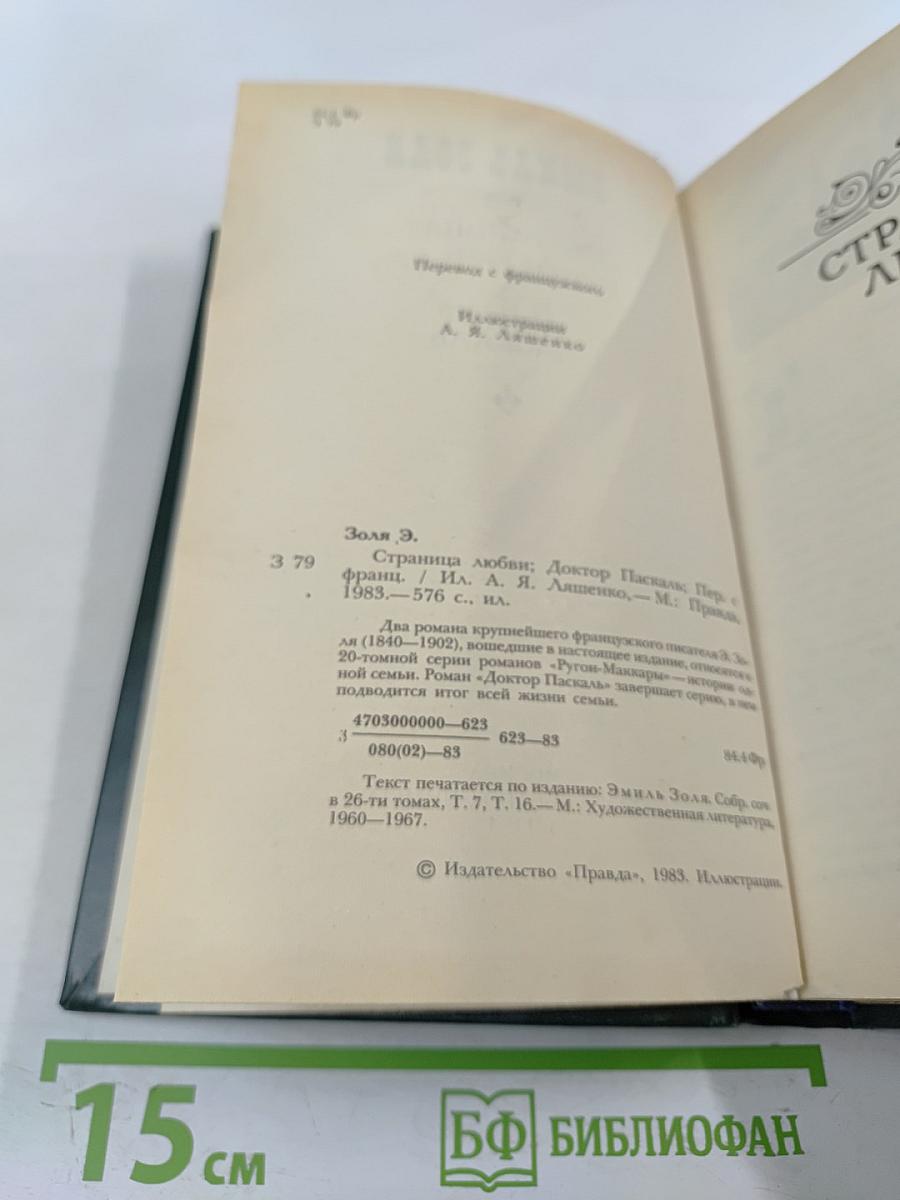 Перевод с французского
Иллюстрации
А. Я. Ляшенко
СТР
Золя Э.
З 79
Страница любви; Доктор Паскаль; Пер. с
франц. / Ил. А. Я. Ляшенко,— М.: Правда,
1983.— 576 с., ил.
Два романа крупнейшего французского писателя Э. Зо-
ля (1840—1902), вошедшие в настоящее издание, относятся к
20-томной серии романов «Ругон-Маккары» — истории од-
ной семьи. Роман «Доктор Паскаль» завершает серию, в нем
подводится итог всей жизни семьи.
4703000000—623
З 623—83
080(02)—83
84.4 Фр
Текст печатается по изданию: Эмиль Золя. Собр. соч.
в 26-ти томах, Т. 7, Т. 16.— М.: Художественная литература,
1960—1967.
© Издательство «Правда», 1983. Иллюстрации.
15 см
БФ БИБЛИОФАН